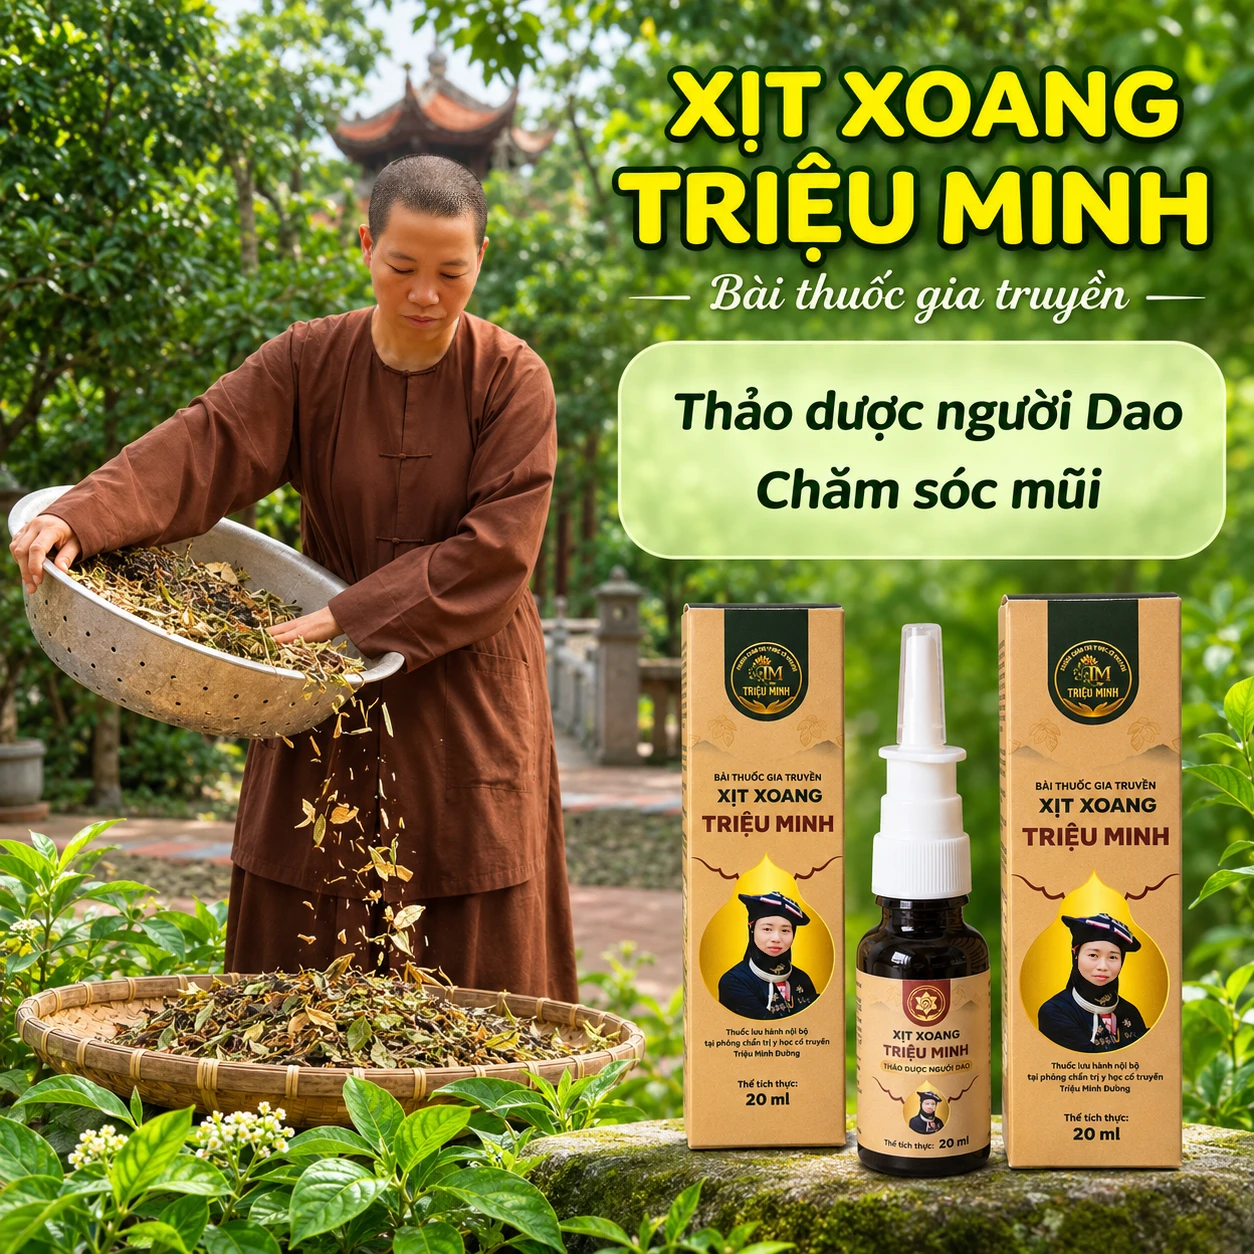 XỊT XOANG
TRIỆU MINH
Bài thuốc gia truyền
Thảo dược người Dao
Chăm sóc mũi
TM
TRIỆU MINH
BÀI THUỐC GIA TRUYỀN
XỊT XOANG
TRIỆU MINH
Thuốc lưu hành nội bộ
tại phòng chẩn trị y học cổ truyền
Triệu Minh Đường
Thể tích thực:
20 ml
XỊT XOANG
TRIỆU MINH
THẢO DƯỢC NGƯỜI DAO
Thể tích thực: 20 ml
TM
TRIỆU MINH
BÀI THUỐC GIA TRUYỀN
XỊT XOANG
TRIỆU MINH
Thuốc lưu hành nội bộ
tại phòng chẩn trị y học cổ truyền
Triệu Minh Đường
Thể tích thực:
20 ml